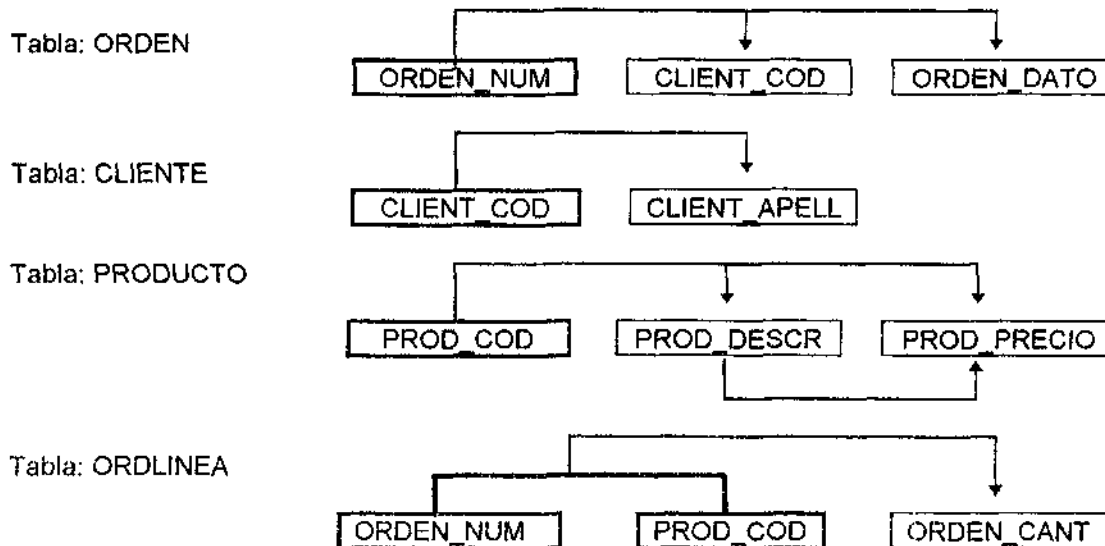 Tabla: ORDEN
ORDEN_NUM CLIENT_COD ORDEN_DATO
Tabla: CLIENTE
CLIENT_COD CLIENT_APELL
Tabla: PRODUCTO
PROD_COD PROD_DESCR PROD_PRECIO
Tabla: ORDLINEA
ORDEN_NUM PROD_COD ORDEN_CANT